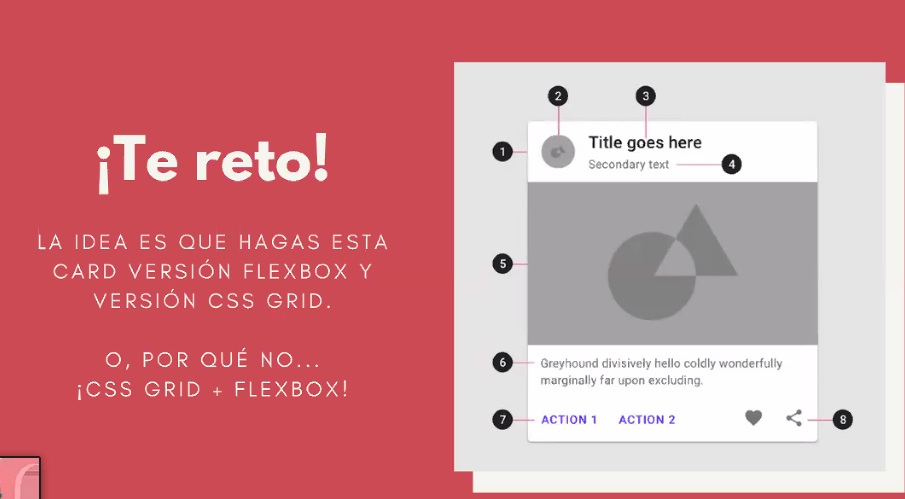 ¡Te reto!
LA IDEA ES QUE HAGAS ESTA
CARD VERSIÓN FLEXBOX Y
VERSIÓN CSS GRID.
O, POR QUÉ NO...
¡CSS GRID + FLEXBOX!
2
3
1
Title goes here
Secondary text
4
5
6
Greyhound divisively hello coldly wonderfully
marginally far upon excluding.
7
ACTION 1
ACTION 2
8